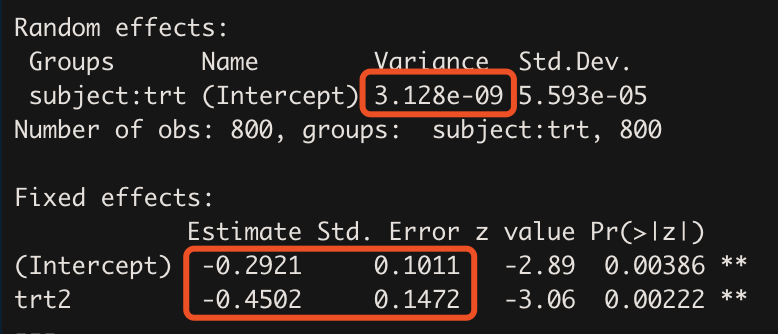 Random effects:
Groups Name Variance Std.Dev.
subject:trt (Intercept) 3.128e-09 5.593e-05
Number of obs: 800, groups: subject:trt, 800
Fixed effects:
Estimate Std. Error z value Pr(>|z|)
(Intercept) -0.2921 0.1011 -2.89 0.00386 **
trt2 -0.4502 0.1472 -3.06 0.00222 **